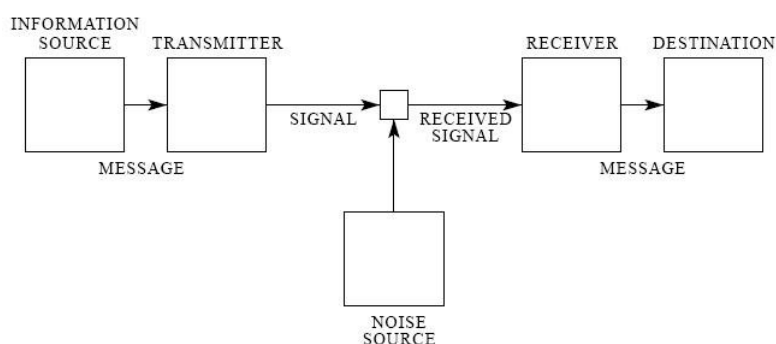 INFORMATION
SOURCE
TRANSMITTER
RECEIVER
DESTINATION
SIGNAL
RECEIVED
SIGNAL
MESSAGE
MESSAGE
NOISE
SOURCE